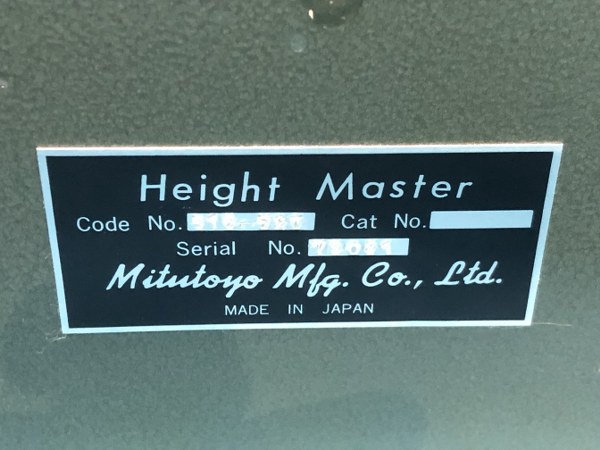 Height Master
Code No. Cat No.
Serial No.
Mitutoyo Mfg. Co., Ltd.
MADE IN JAPAN